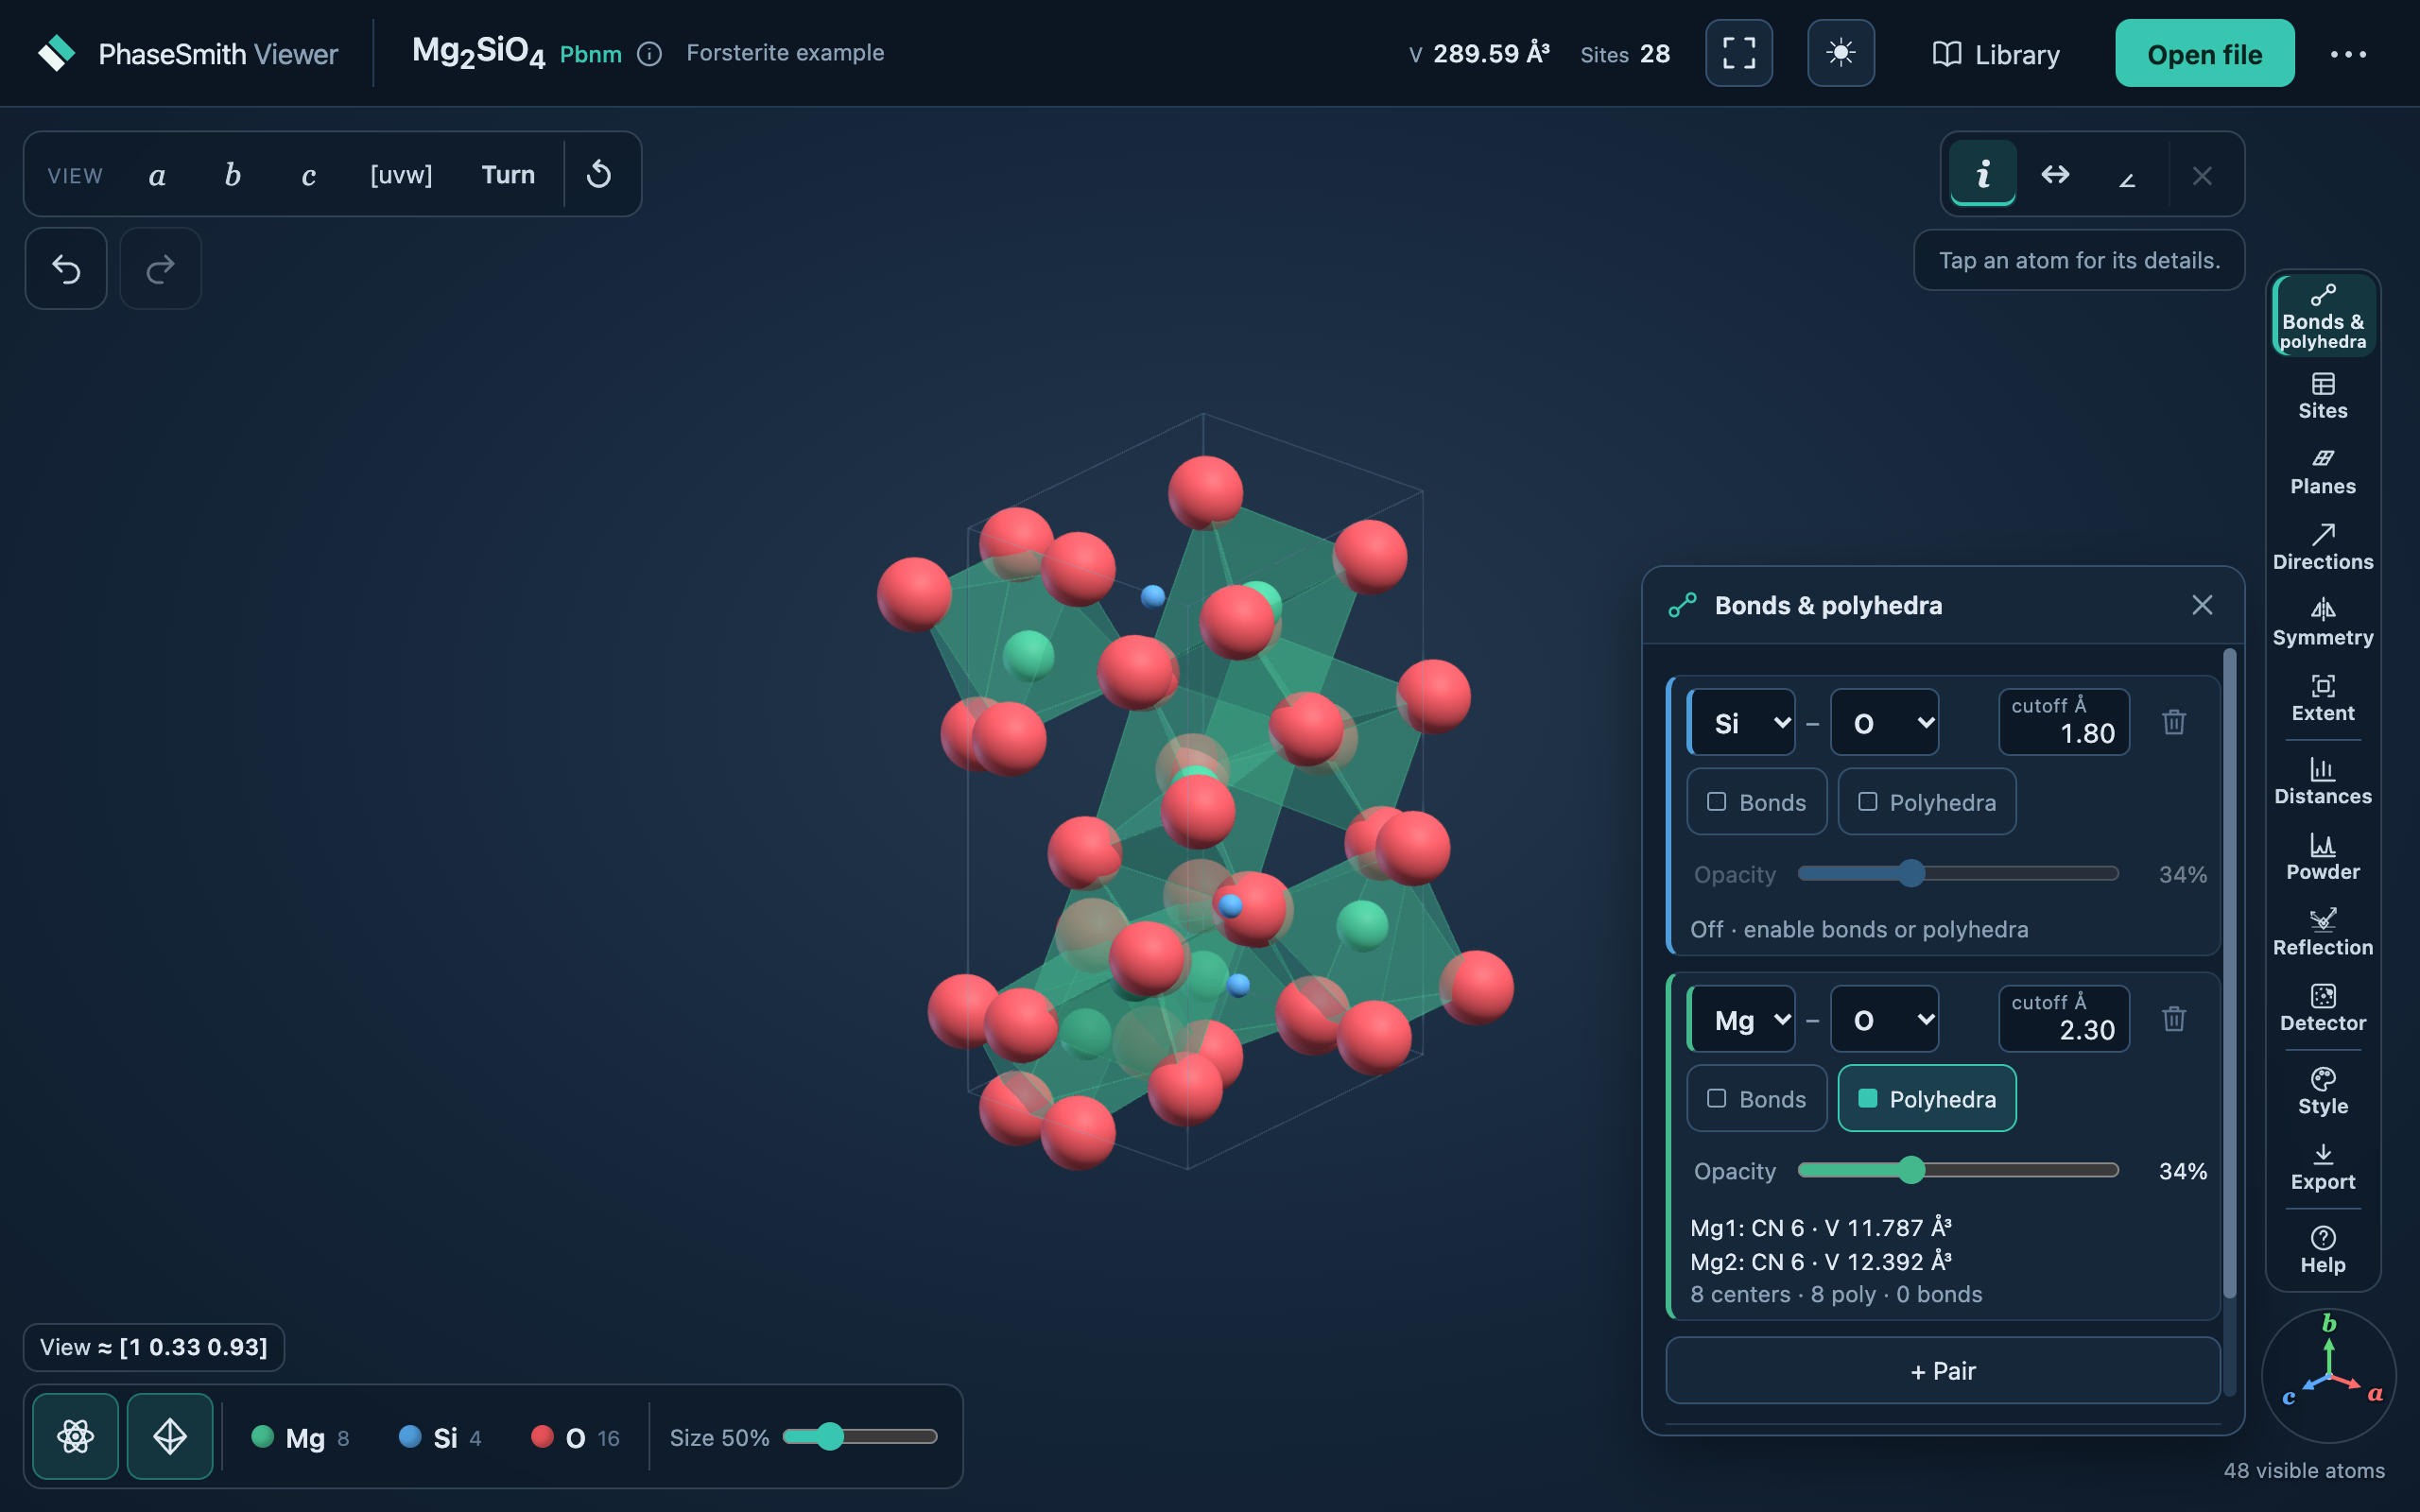 PhaseSmith Viewer
Mg₂SiO₄ Pbnm i Forsterite example
V 289.59 Å³ Sites 28
Library
Open file
VIEW a b c [uvw] Turn
i
Tap an atom for its details.
Bonds &
polyhedra
Sites
Planes
Directions
Symmetry
Extent
Distances
Powder
Reflection
Detector
Style
Export
Help
Bonds & polyhedra
Si – O cutoff Å 1.80
Bonds Polyhedra
Opacity 34%
Off · enable bonds or polyhedra
Mg – O cutoff Å 2.30
Bonds Polyhedra
Opacity 34%
Mg1: CN 6 · V 11.787 Å³
Mg2: CN 6 · V 12.392 Å³
8 centers · 8 poly · 0 bonds
+ Pair
View ≈ [1 0.33 0.93]
Mg 8 Si 4 O 16 Size 50%
b
c a
48 visible atoms